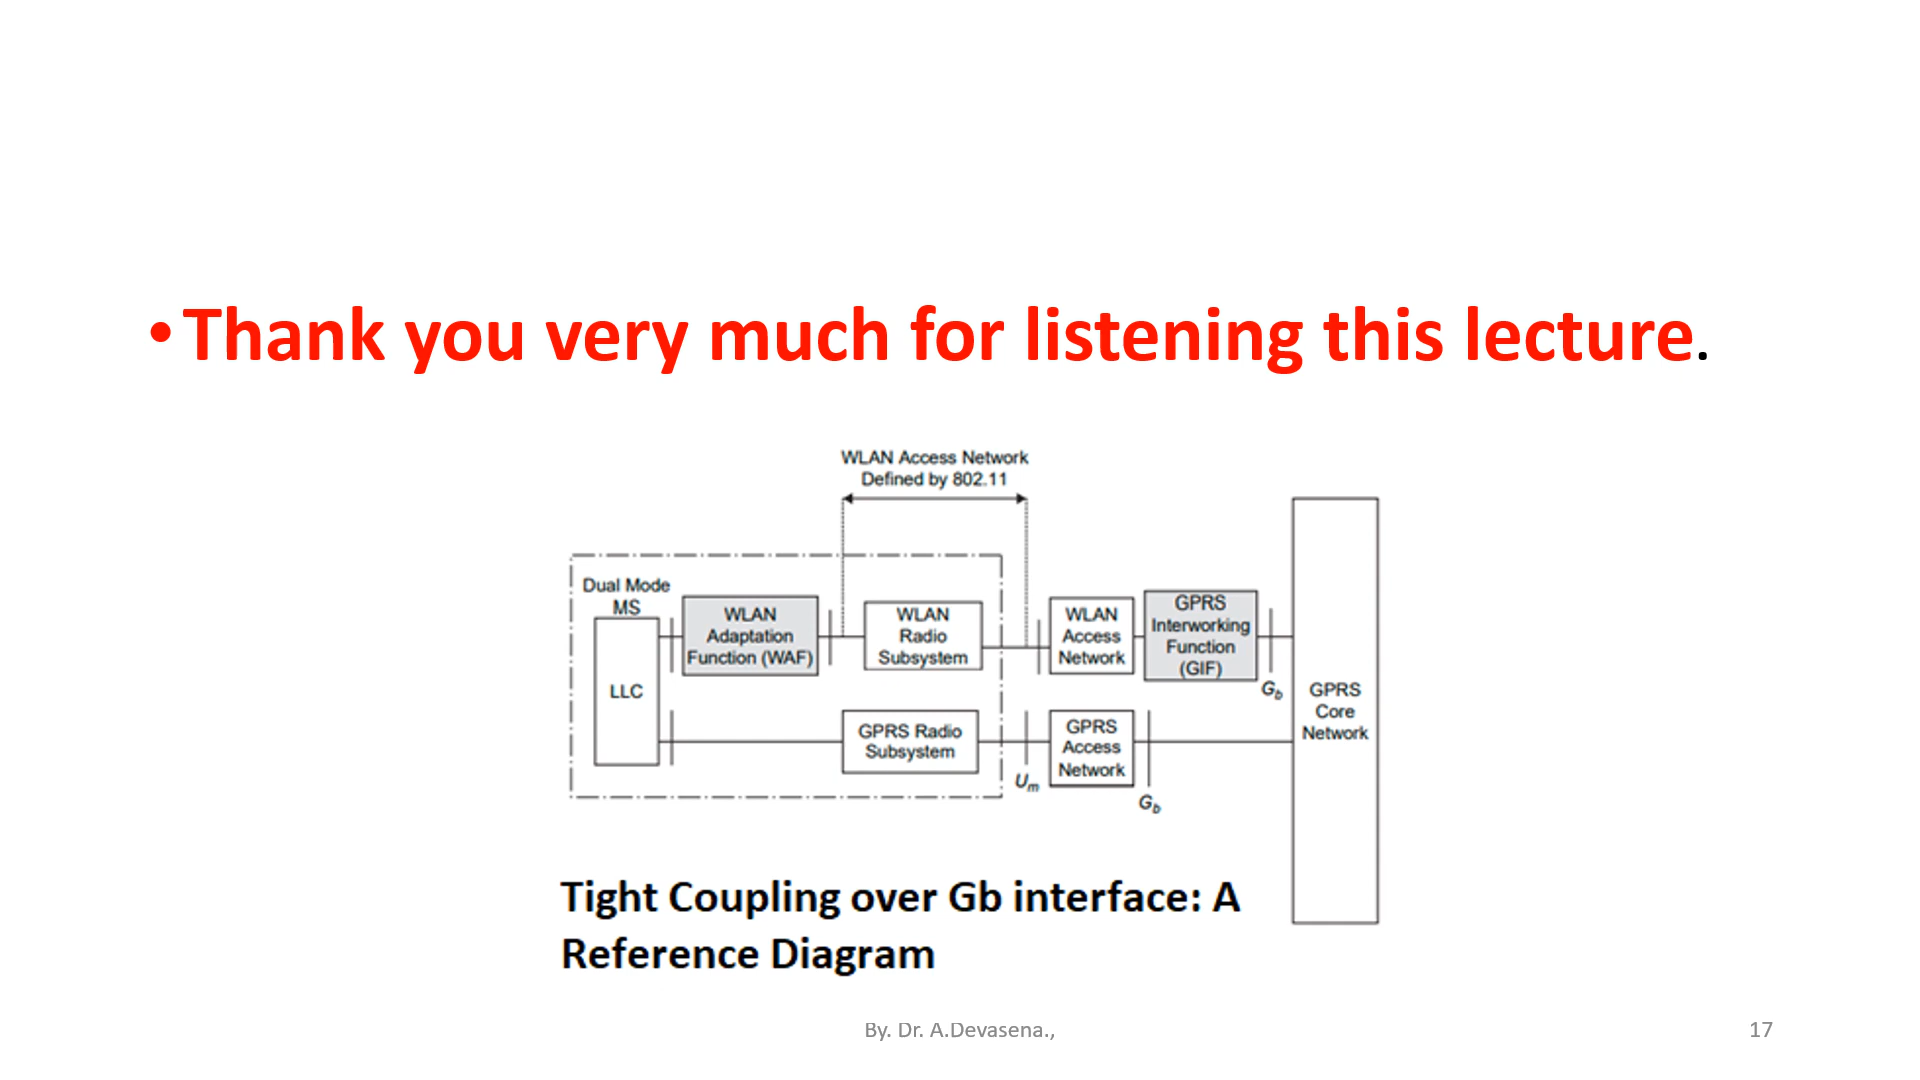 • Thank you very much for listening this lecture.
WLAN Access Network
Defined by 802.11
Dual Mode
MS
LLC
WLAN
Adaptation
Function (WAF)
WLAN
Radio
Subsystem
WLAN
Access
Network
GPRS
Interworking
Function
(GIF)
Gb
GPRS
Core
Network
GPRS Radio
Subsystem
Um
GPRS
Access
Network
Gb
Tight Coupling over Gb interface: A
Reference Diagram
By. Dr. A.Devasena.,
17